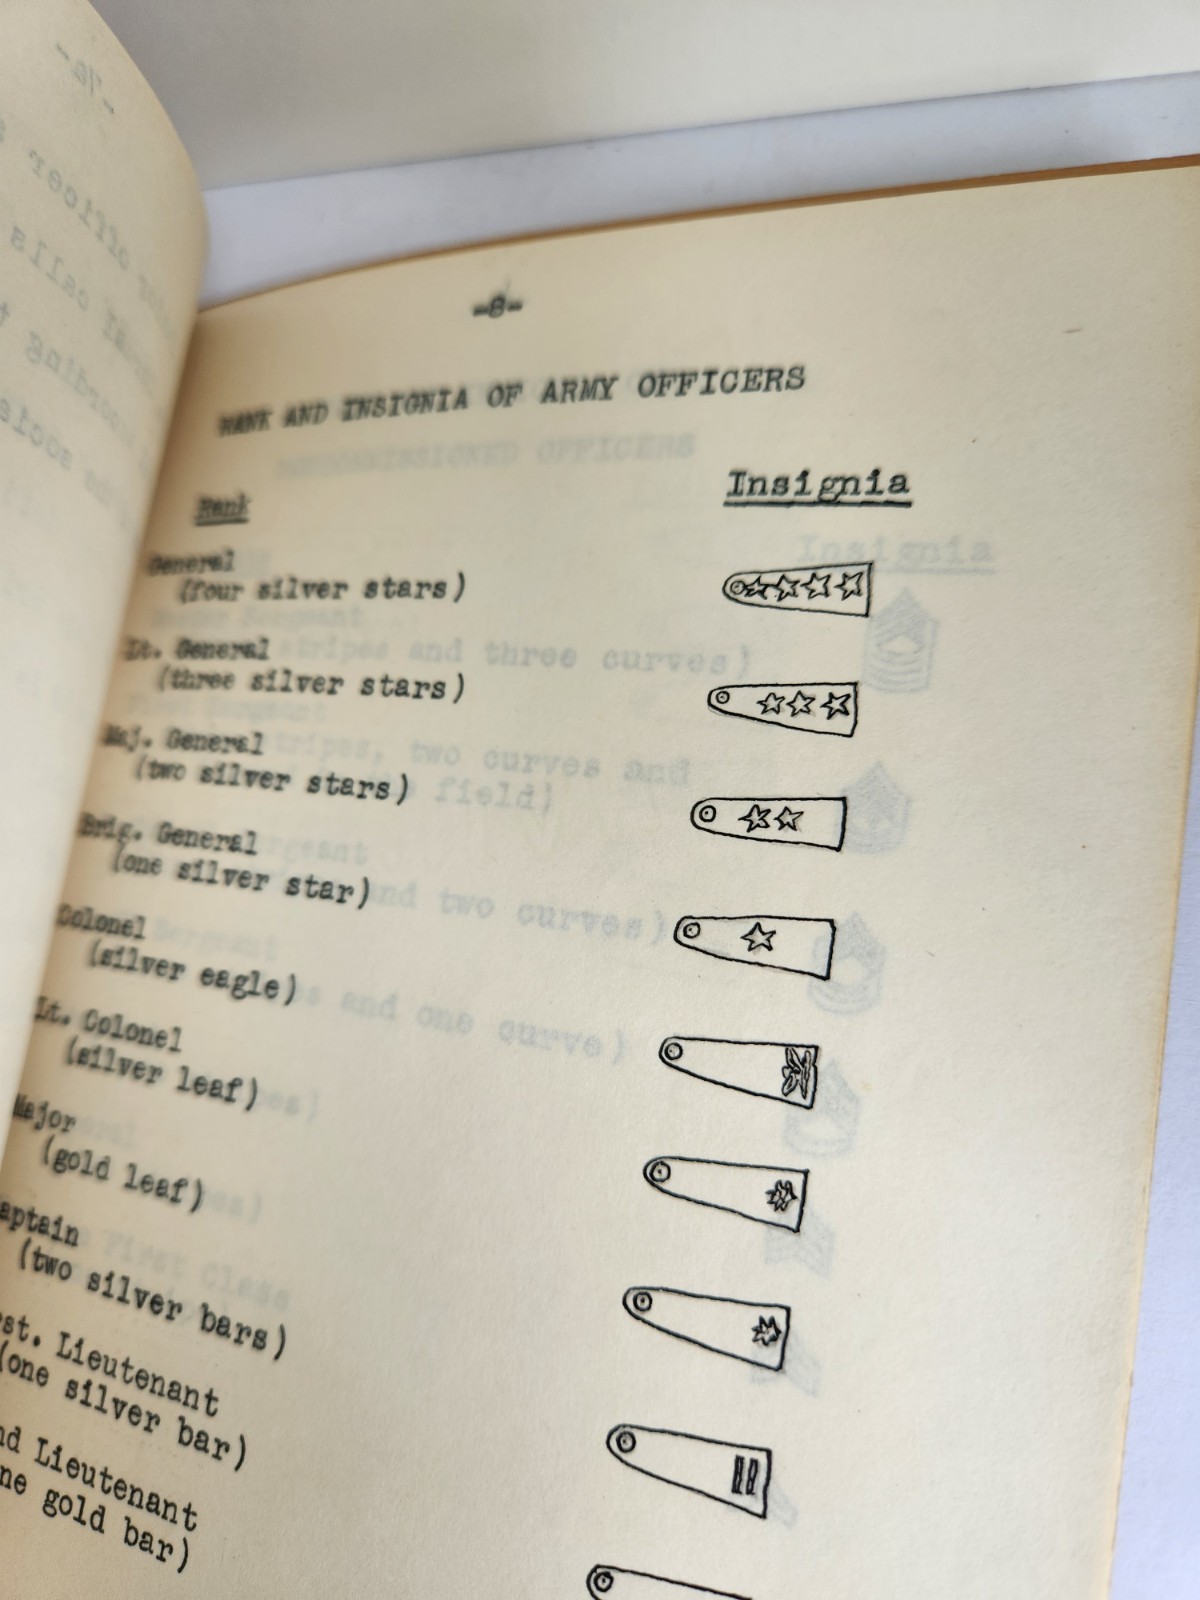 -8-
RANK AND INSIGNIA OF ARMY OFFICERS
Rank
Insignia
General
(four silver stars)
Lt. General
(three silver stars)
Maj. General
(two silver stars)
Brig. General
(one silver star)
Colonel
(silver eagle)
Lt. Colonel
(silver leaf)
Major
(gold leaf)
aptain
(two silver bars)
st. Lieutenant
(one silver bar)
nd Lieutenant
ne gold bar)